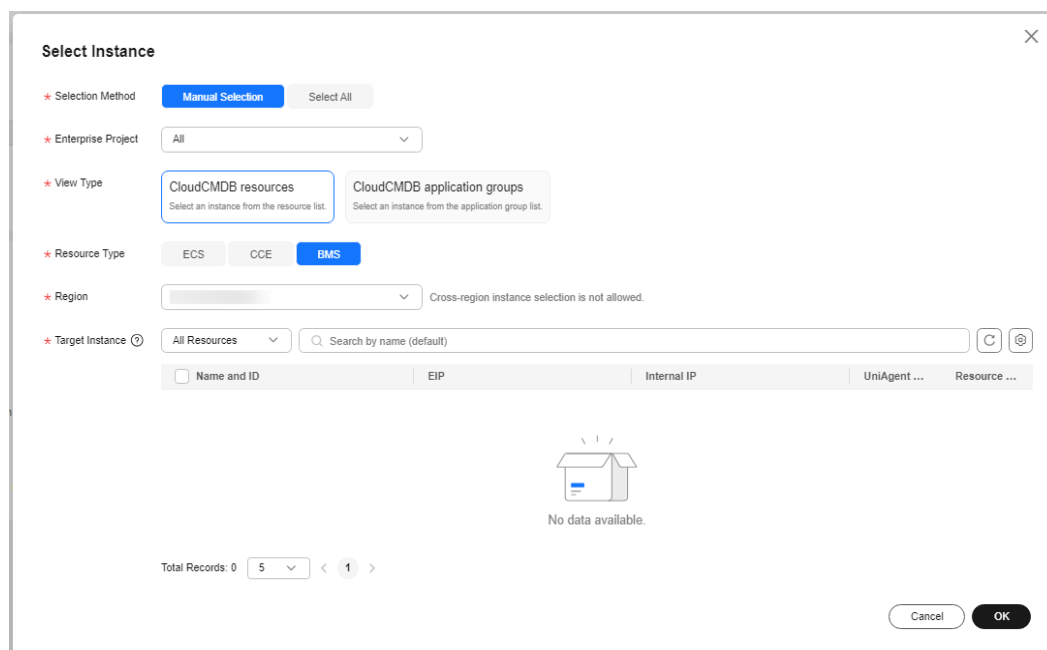 Select Instance
* Selection Method Manual Selection Select All
* Enterprise Project All
* View Type CloudCMDB resources CloudCMDB application groups
Select an instance from the resource list. Select an instance from the application group list.
* Resource Type ECS CCE BMS
* Region Cross-region instance selection is not allowed.
* Target Instance ? All Resources Search by name (default)
Name and ID EIP Internal IP UniAgent ... Resource ...
No data available.
Total Records: 0 5 < 1 >
Cancel OK